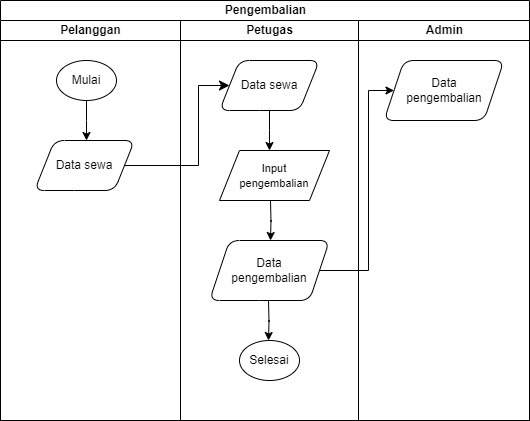 Pengembalian
Pelanggan
Petugas
Admin
Mulai
Data sewa
Data sewa
Input
pengembalian
Data
pengembalian
Selesai
Data
pengembalian